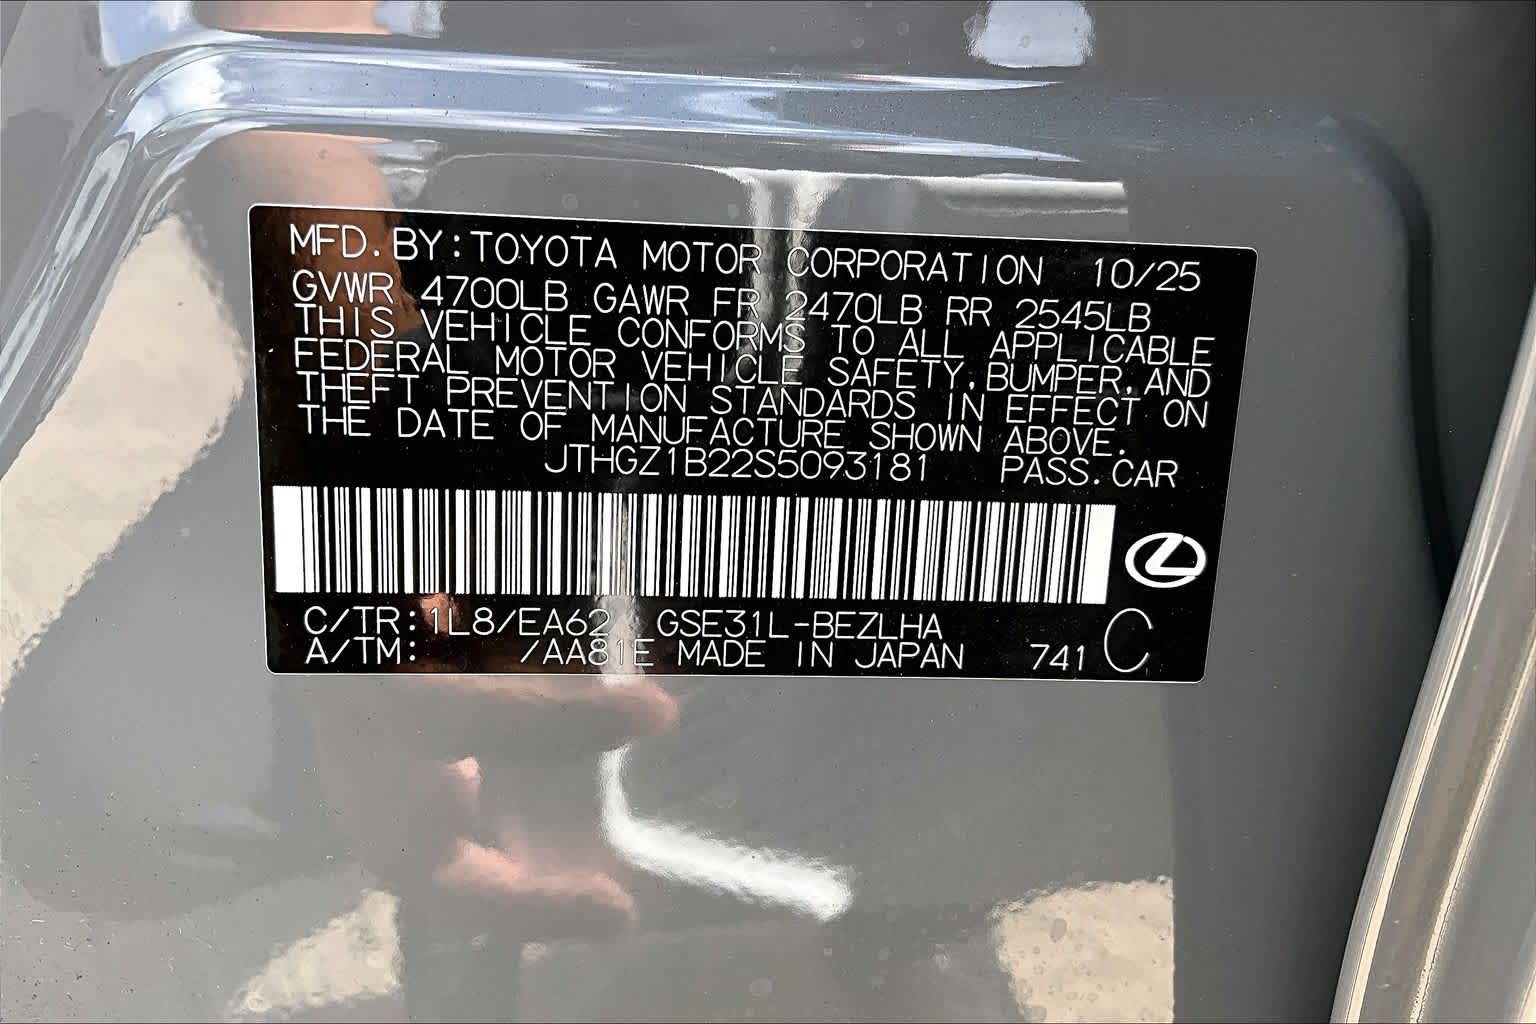 MFD. BY: TOYOTA MOTOR CORPORATION 10/25
GVWR 4700LB GAWR FR 2470LB RR 2545LB
THIS VEHICLE CONFORMS TO ALL APPLICABLE
FEDERAL MOTOR VEHICLE SAFETY, BUMPER, AND
THEFT PREVENTION STANDARDS IN EFFECT ON
THE DATE OF MANUFACTURE SHOWN ABOVE.
JTHGZ1B22S5093181 PASS. CAR
C/TR: 1L8/EA62 GSE31L-BEZLHA
A/TM: /AA81E MADE IN JAPAN 741 C